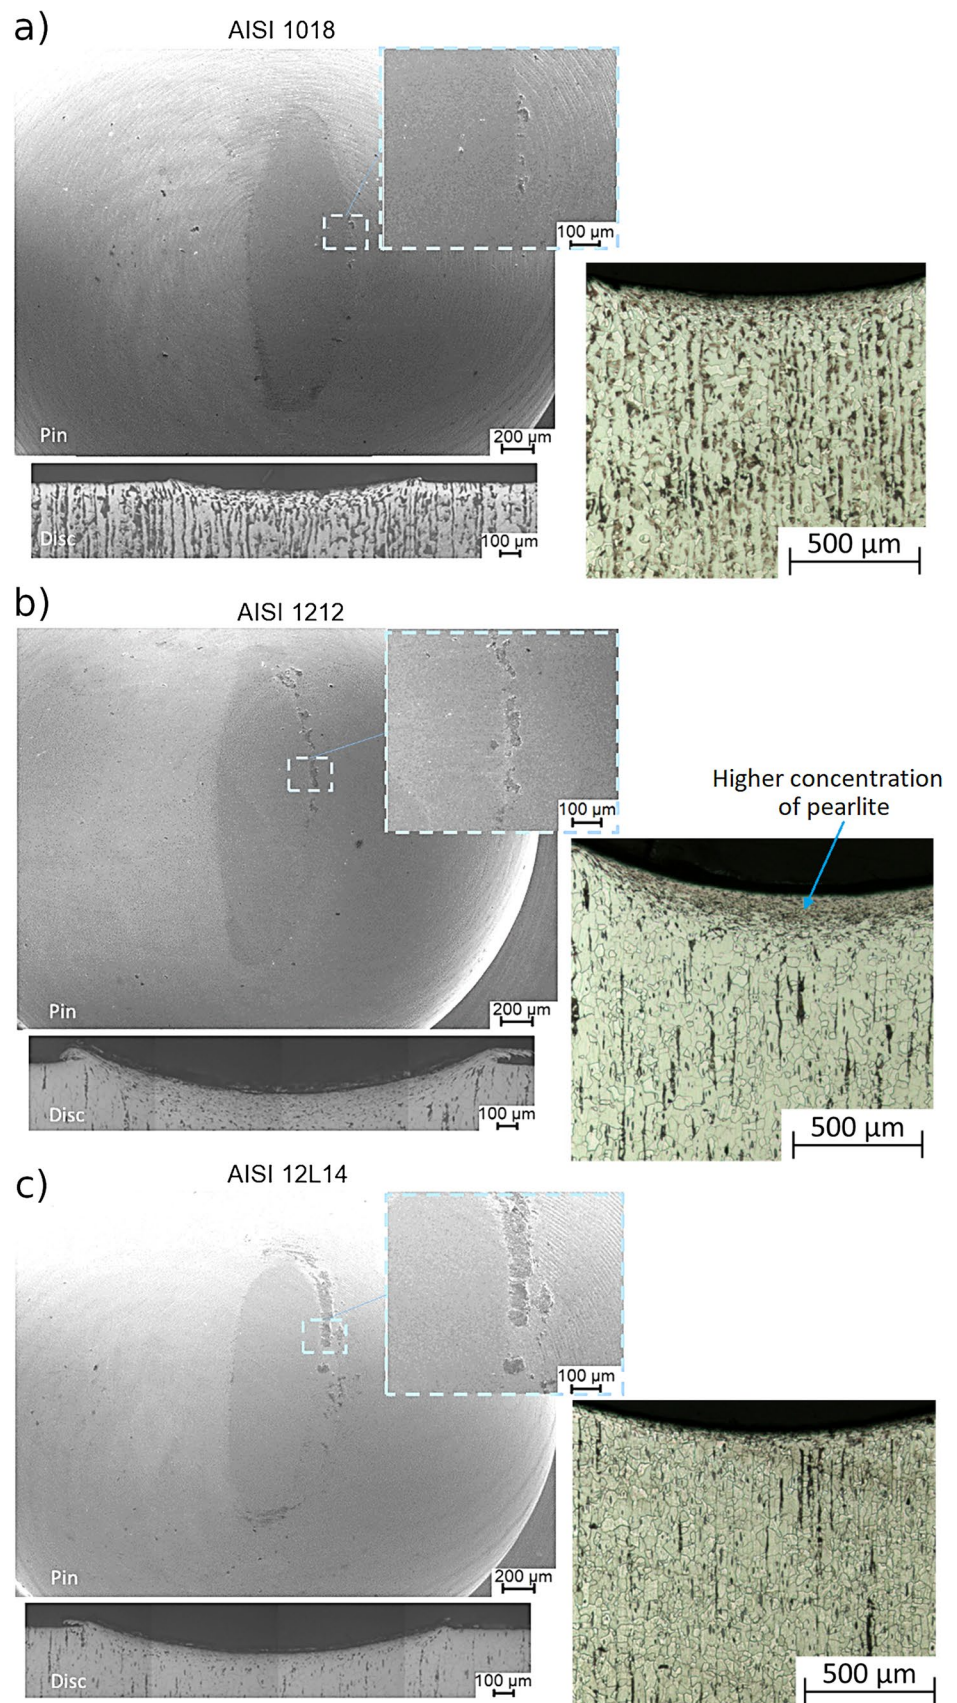 a)
AISI 1018
100 µm
Pin
200 µm
Disc
100 µm
500 µm
b)
AISI 1212
100 µm
Higher concentration
of pearlite
Pin
200 µm
Disc
100 µm
500 µm
c)
AISI 12L14
100 µm
Pin
200 µm
Disc
100 µm
500 µm